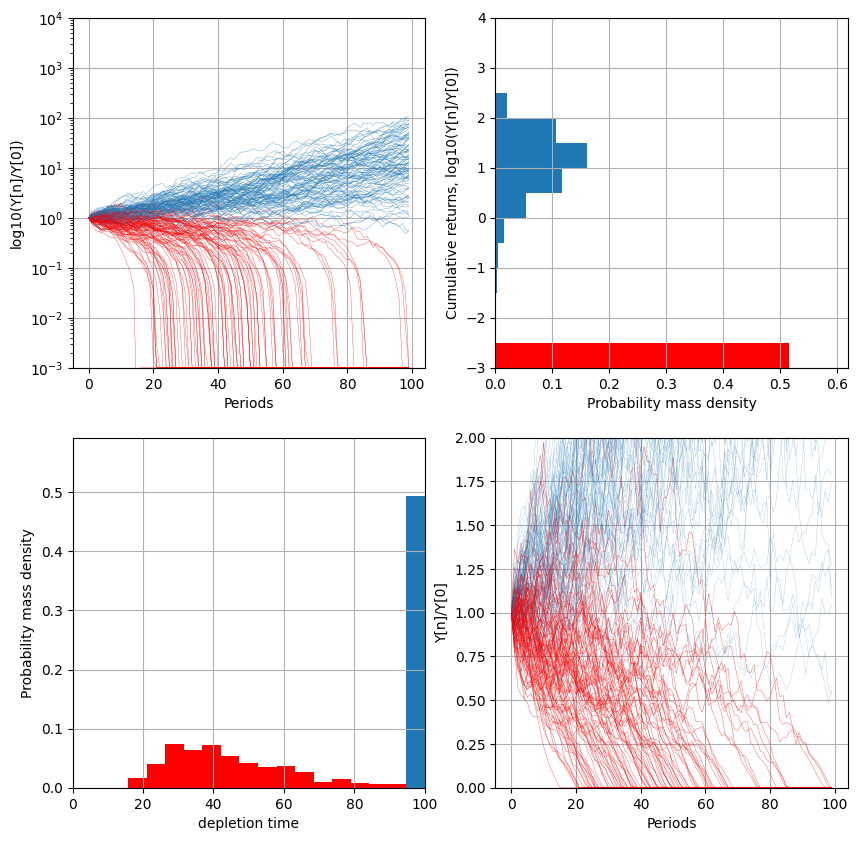 log10(Y[n]/Y[0])
10^4
10^3
10^2
10^1
10^0
10^-1
10^-2
10^-3
0 20 40 60 80 100
Periods
Cumulative returns, log10(Y[n]/Y[0])
4
3
2
1
0
−1
−2
−3
0.0 0.1 0.2 0.3 0.4 0.5 0.6
Probability mass density
Probability mass density
0.5
0.4
0.3
0.2
0.1
0.0
0 20 40 60 80 100
depletion time
Y[n]/Y[0]
2.00
1.75
1.50
1.25
1.00
0.75
0.50
0.25
0.00
0 20 40 60 80 100
Periods